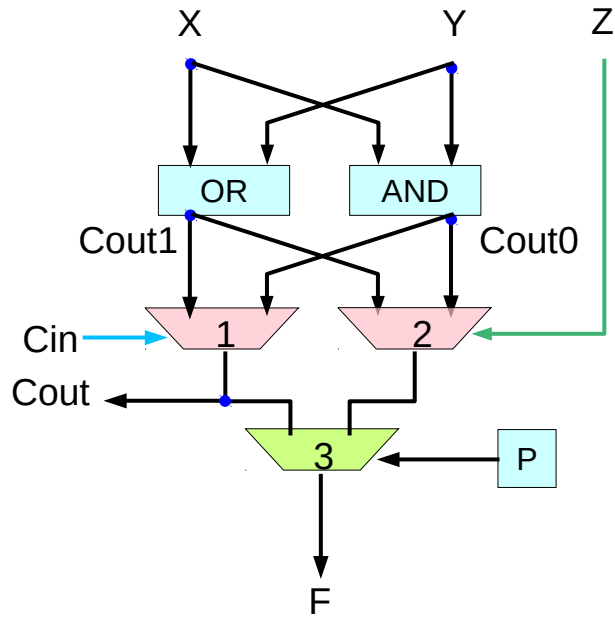 X Y Z
OR AND
Cout1 Cout0
Cin 1 2
Cout
3 P
F